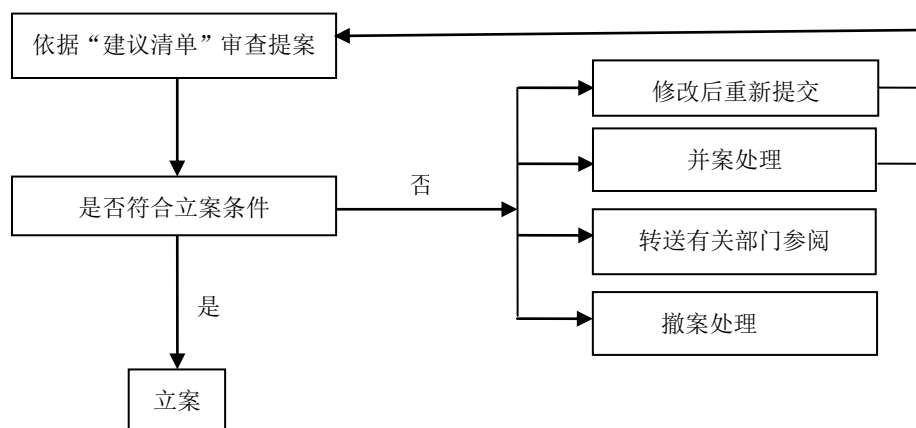 依据“建议清单”审查提案
修改后重新提交
并案处理
否
是否符合立案条件
转送有关部门参阅
是
撤案处理
立案